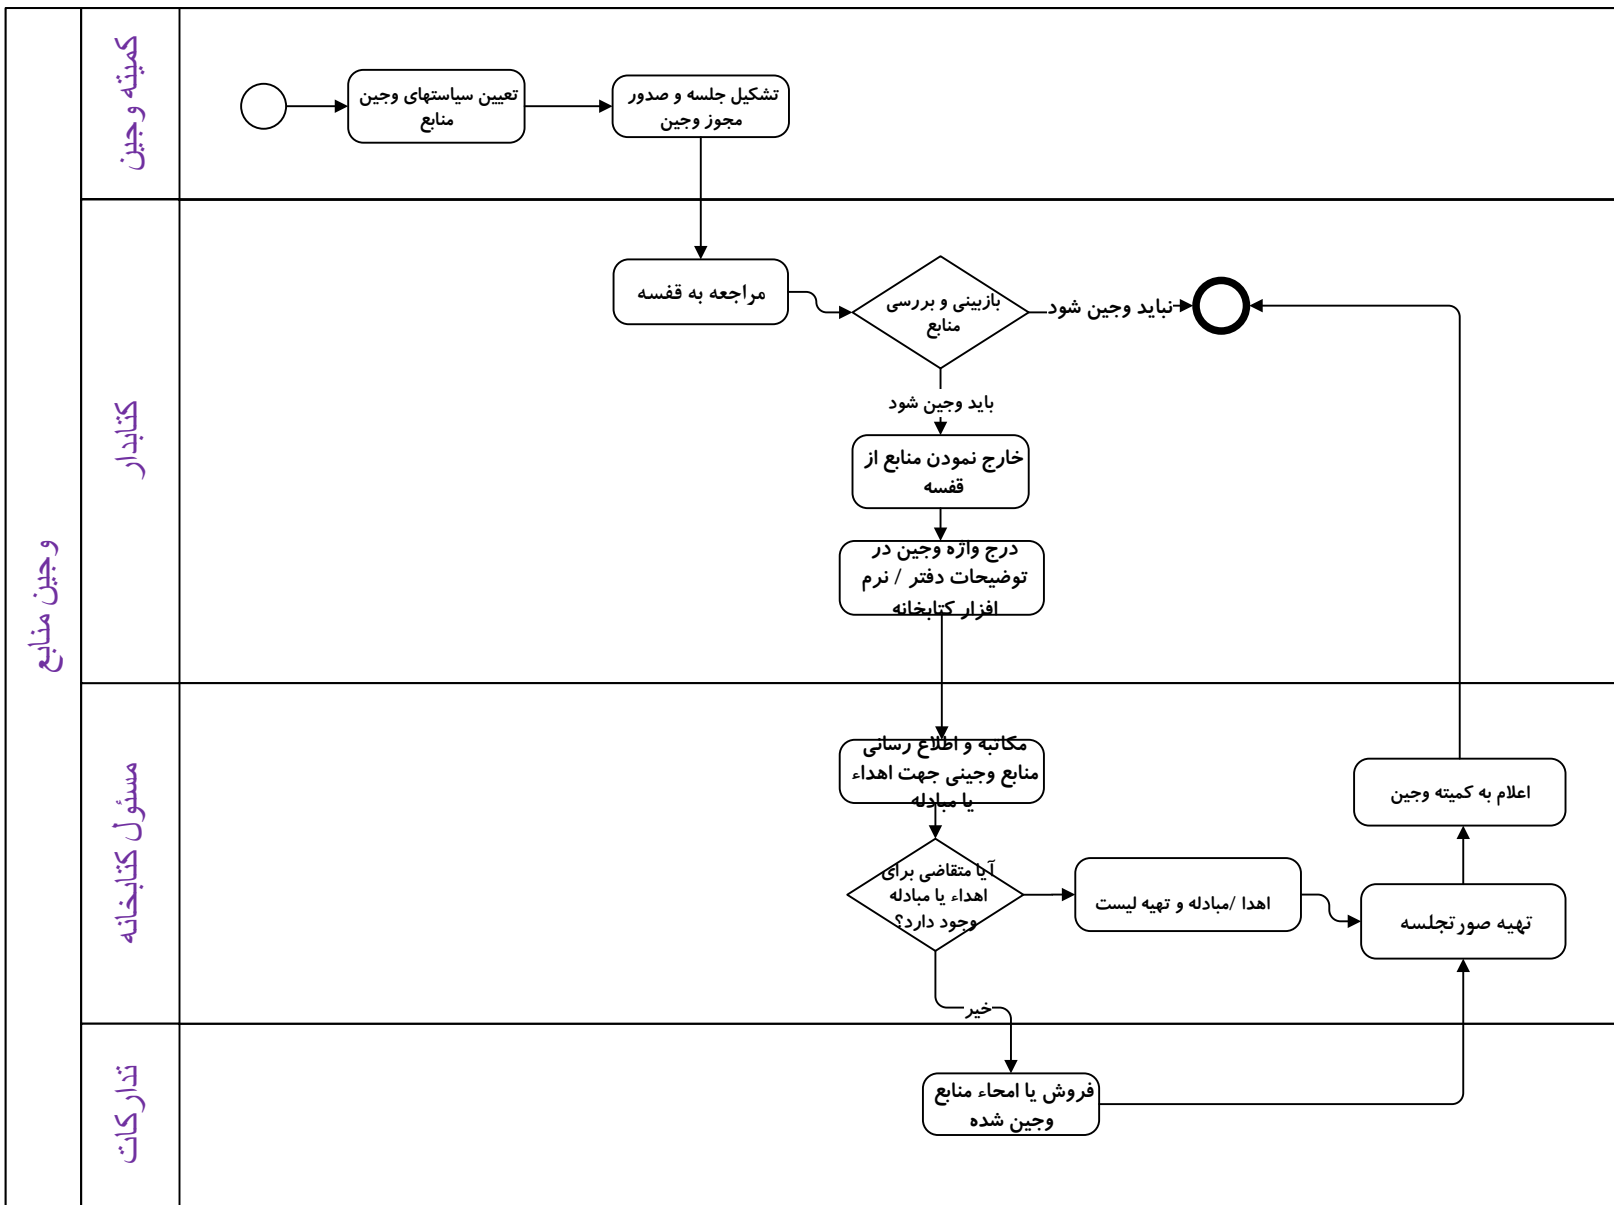 وجین منابع
کمیته وجین
تعیین سیاستهای وجین
منابع
تشکیل جلسه و صدور
مجوز وجین
کتابدار
مراجعه به قفسه
بازبینی و بررسی
منابع
نباید وجین شود
باید وجین شود
خارج نمودن منابع از
قفسه
درج واژه وجین در
توضیحات دفتر / نرم
افزار کتابخانه
مسئول کتابخانه
مکاتبه و اطلاع رسانی
منابع وجینی جهت اهداء
یا مبادله
آیا متقاضی برای
اهداء یا مبادله
وجود دارد؟
اهدا /مبادله و تهیه لیست
تهیه صورتجلسه
اعلام به کمیته وجین
خیر
تدارکات
فروش یا امحاء منابع
وجین شده